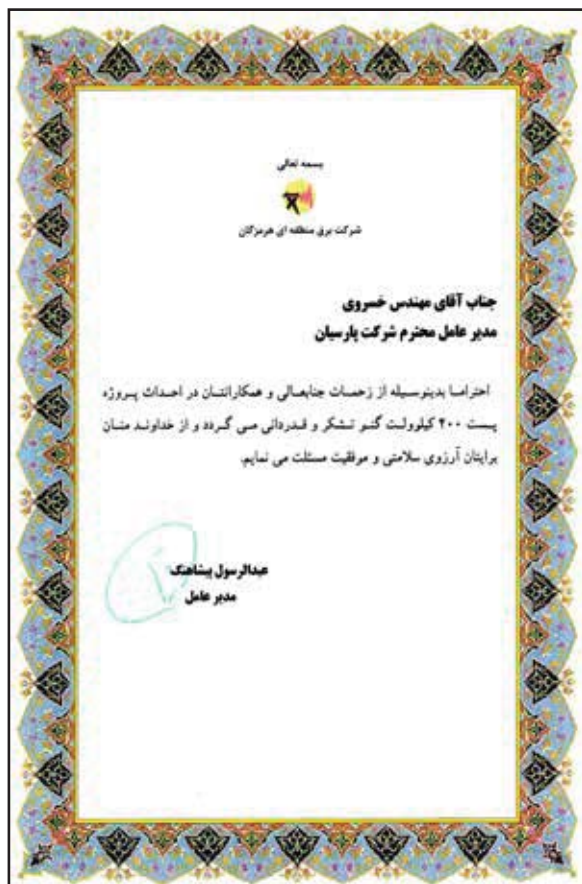 بسمه تعالی
شرکت برق منطقه ای هرمزگان
جناب آقای مهندس خسروی
مدیر عامل محترم شرکت پارسیان
احتراما بدینوسیله از زحمات جنابعالی و همکارانتان در احداث پروژه
پست ۴۰۰ کیلوولت گنو تشکر و قدردانی می گردد و از خداوند منان
برایتان آرزوی سلامتی و موفقیت مسئلت می نمایم.
عبدالرسول پیشاهنگ
مدیر عامل